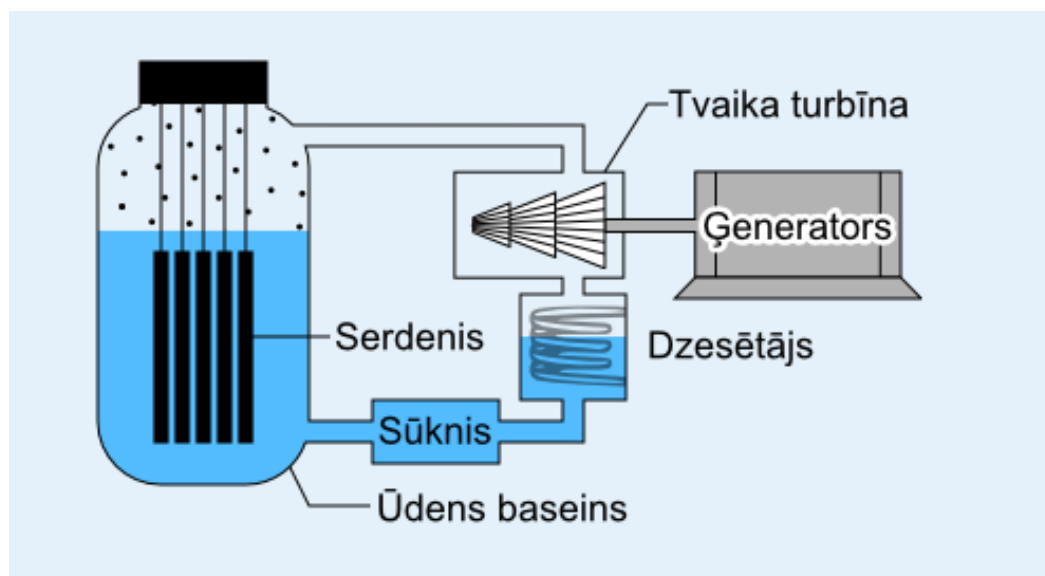 Tvaika turbīna
Ģenerators
Serdenis
Dzesētājs
Sūknis
Ūdens baseins